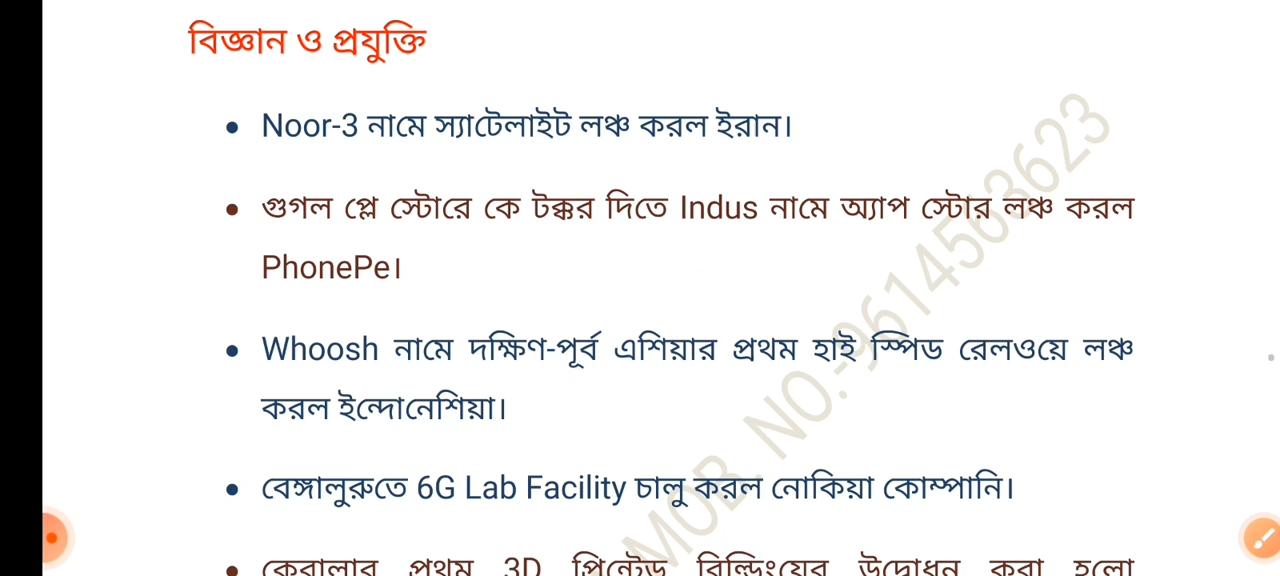 বিজ্ঞান ও প্রযুক্তি
• Noor-3 নামে স্যাটেলাইট লঞ্চ করল ইরান।
• গুগল প্লে স্টোরে কে টক্কর দিতে Indus নামে অ্যাপ স্টোর লঞ্চ করল
PhonePe।
• Whoosh নামে দক্ষিণ-পূর্ব এশিয়ার প্রথম হাই স্পিড রেলওয়ে লঞ্চ
করল ইন্দোনেশিয়া।
• বেঙ্গালুরুতে 6G Lab Facility চালু করল নোকিয়া কোম্পানি।
• কেরালার প্রথম 3D প্রিন্টেড বিল্ডিংয়ের উদ্বোধন করা হলো
MOB. NO.-9614563623